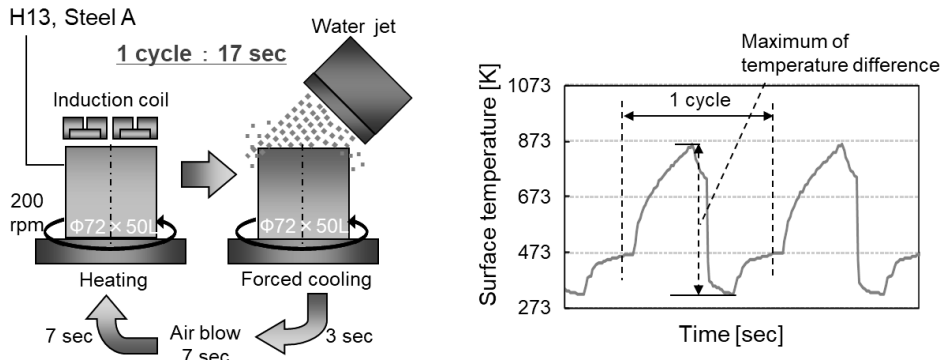 H13, Steel A
1 cycle : 17 sec
Water jet
Induction coil
200
rpm
Φ72×50L
Φ72×50L
Heating
Forced cooling
7 sec
Air blow
7 sec
3 sec
Maximum of
temperature difference
Surface temperature [K]
1073
873
673
473
273
1 cycle
Time [sec]